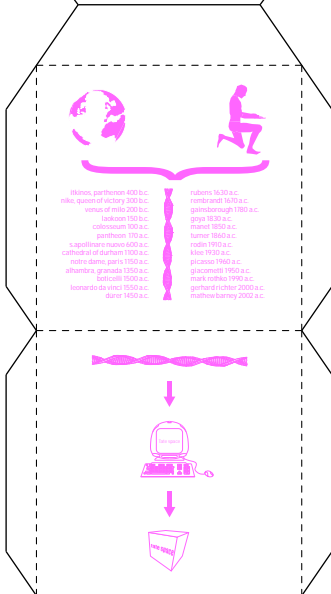 itkinos, parthenon 400 b.c.
nike, queen of victory 300 b.c.
venus of milo 200 b.c.
laokoon 150 b.c.
colosseum 100 a.c.
pantheon 170 a.c.
s.apollinare nuovo 600 a.c.
cathedral of durham 1100 a.c.
notre dame, paris 1150 a.c.
alhambra, granada 1350 a.c.
boticelli 1500 a.c.
leonardo da vinci 1550 a.c.
durer 1450 a.c.
rubens 1630 a.c.
rembrandt 1670 a.c.
gainsborough 1780 a.c.
goya 1830 a.c.
manet 1850 a.c.
turner 1860 a.c.
rodin 1910 a.c.
klee 1930 a.c.
picasso 1960 a.c.
giacometti 1950 a.c.
mark rothko 1990 a.c.
gerhard richter 2000 a.c.
mathew barney 2002 a.c.